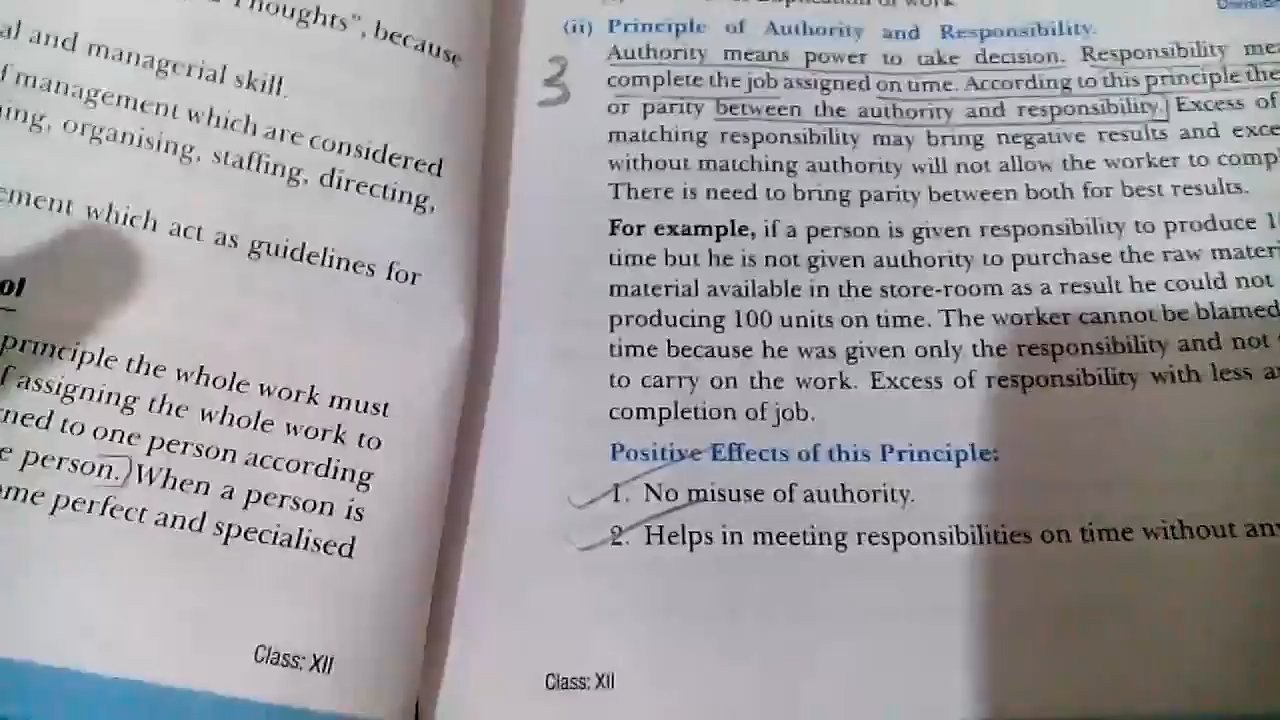 Thoughts", because
al and managerial skill.
f management which are considered
ing, organising, staffing, directing,
ement which act as guidelines for
ol
principle the whole work must
f assigning the whole work to
ned to one person according
e person. When a person is
ome perfect and specialised
Class: XII
(ii) Principle of Authority and Responsibility.
3
Authority means power to take decision. Responsibility me
complete the job assigned on time. According to this principle the
or parity between the authority and responsibility. Excess of
matching responsibility may bring negative results and exce
without matching authority will not allow the worker to comp
There is need to bring parity between both for best results.
For example, if a person is given responsibility to produce 1
time but he is not given authority to purchase the raw mater
material available in the store-room as a result he could not
producing 100 units on time. The worker cannot be blamed
time because he was given only the responsibility and not
to carry on the work. Excess of responsibility with less a
completion of job.
Positive Effects of this Principle:
1. No misuse of authority.
2. Helps in meeting responsibilities on time without an
Class: XII